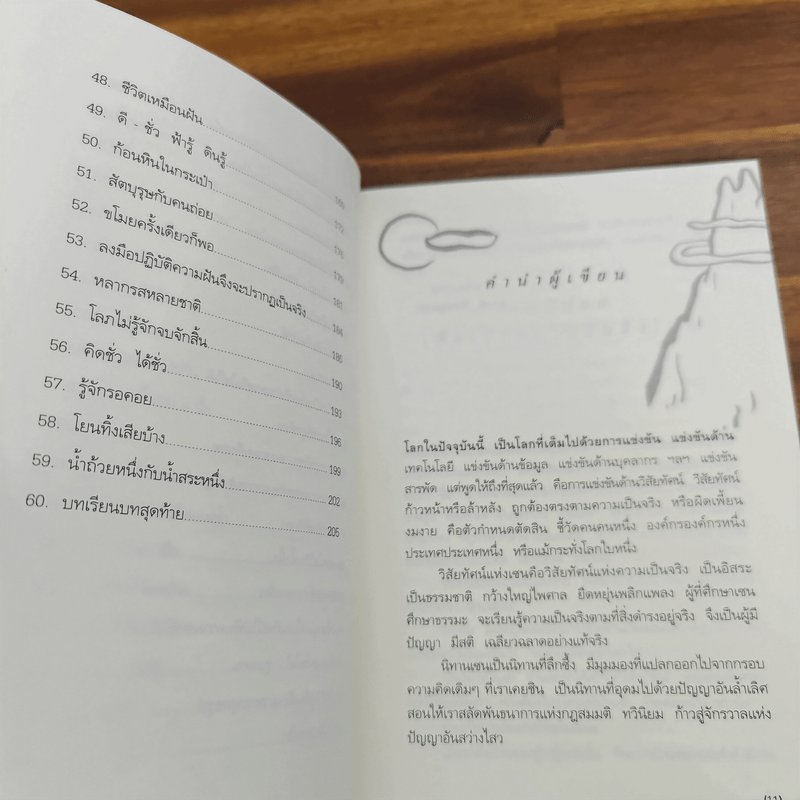 48. ชีวิตเหมือนฝัน
49. ดี - ชั่ว ฟ้ารู้ ดินรู้
50. ก้อนหินในกระเป๋า
51. สัตบุรุษกับคนถ่อย
52. ขโมยครั้งเดียวก็พอ
53. ลงมือปฏิบัติความฝันจึงจะปรากฏเป็นจริง 181
54. หลากรสหลายชาติ 184
55. โลภไม่รู้จักจบจักสิ้น 186
56. คิดชั่ว ได้ชั่ว 190
57. รู้จักรอคอย 193
58. โยนทิ้งเสียบ้าง 196
59. น้ำถ้วยหนึ่งกับน้ำสระหนึ่ง 199
60. บทเรียนบทสุดท้าย 202
205
คำนำผู้เขียน
โลกในปัจจุบันนี้ เป็นโลกที่เต็มไปด้วยการแข่งขัน แข่งขันด้าน
เทคโนโลยี แข่งขันด้านข้อมูล แข่งขันด้านบุคลากร ฯลฯ แข่งขัน
สารพัด แต่พูดให้ถึงที่สุดแล้ว คือการแข่งขันด้านวิสัยทัศน์ วิสัยทัศน์
ก้าวหน้าหรือล้าหลัง ถูกต้องตรงตามความเป็นจริง หรือผิดเพี้ยน
งมงาย คือตัวกำหนดตัดสิน ชี้วัดคนคนหนึ่ง องค์กรองค์กรหนึ่ง
ประเทศประเทศหนึ่ง หรือแม้กระทั่งโลกใบหนึ่ง
วิสัยทัศน์แห่งเซนคือวิสัยทัศน์แห่งความเป็นจริง เป็นอิสระ
เป็นธรรมชาติ กว้างใหญ่ไพศาล ยืดหยุ่นพลิกแพลง ผู้ที่ศึกษาเซน
ศึกษาธรรมะ จะเรียนรู้ความเป็นจริงตามที่สิ่งดำรงอยู่จริง จึงเป็นผู้มี
ปัญญา มีสติ เฉลียวฉลาดอย่างแท้จริง
นิทานเซนเป็นนิทานที่ลึกซึ้ง มีมุมมองที่แปลกออกไปจากกรอบ
ความคิดเดิมๆ ที่เราเคยชิน เป็นนิทานที่อุดมไปด้วยปัญญาอันล้ำเลิศ
สอนให้เราสลัดพันธนาการแห่งกฎสมมติ ทวินิยม ก้าวสู่จักรวาลแห่ง
ปัญญาอันสว่างไสว